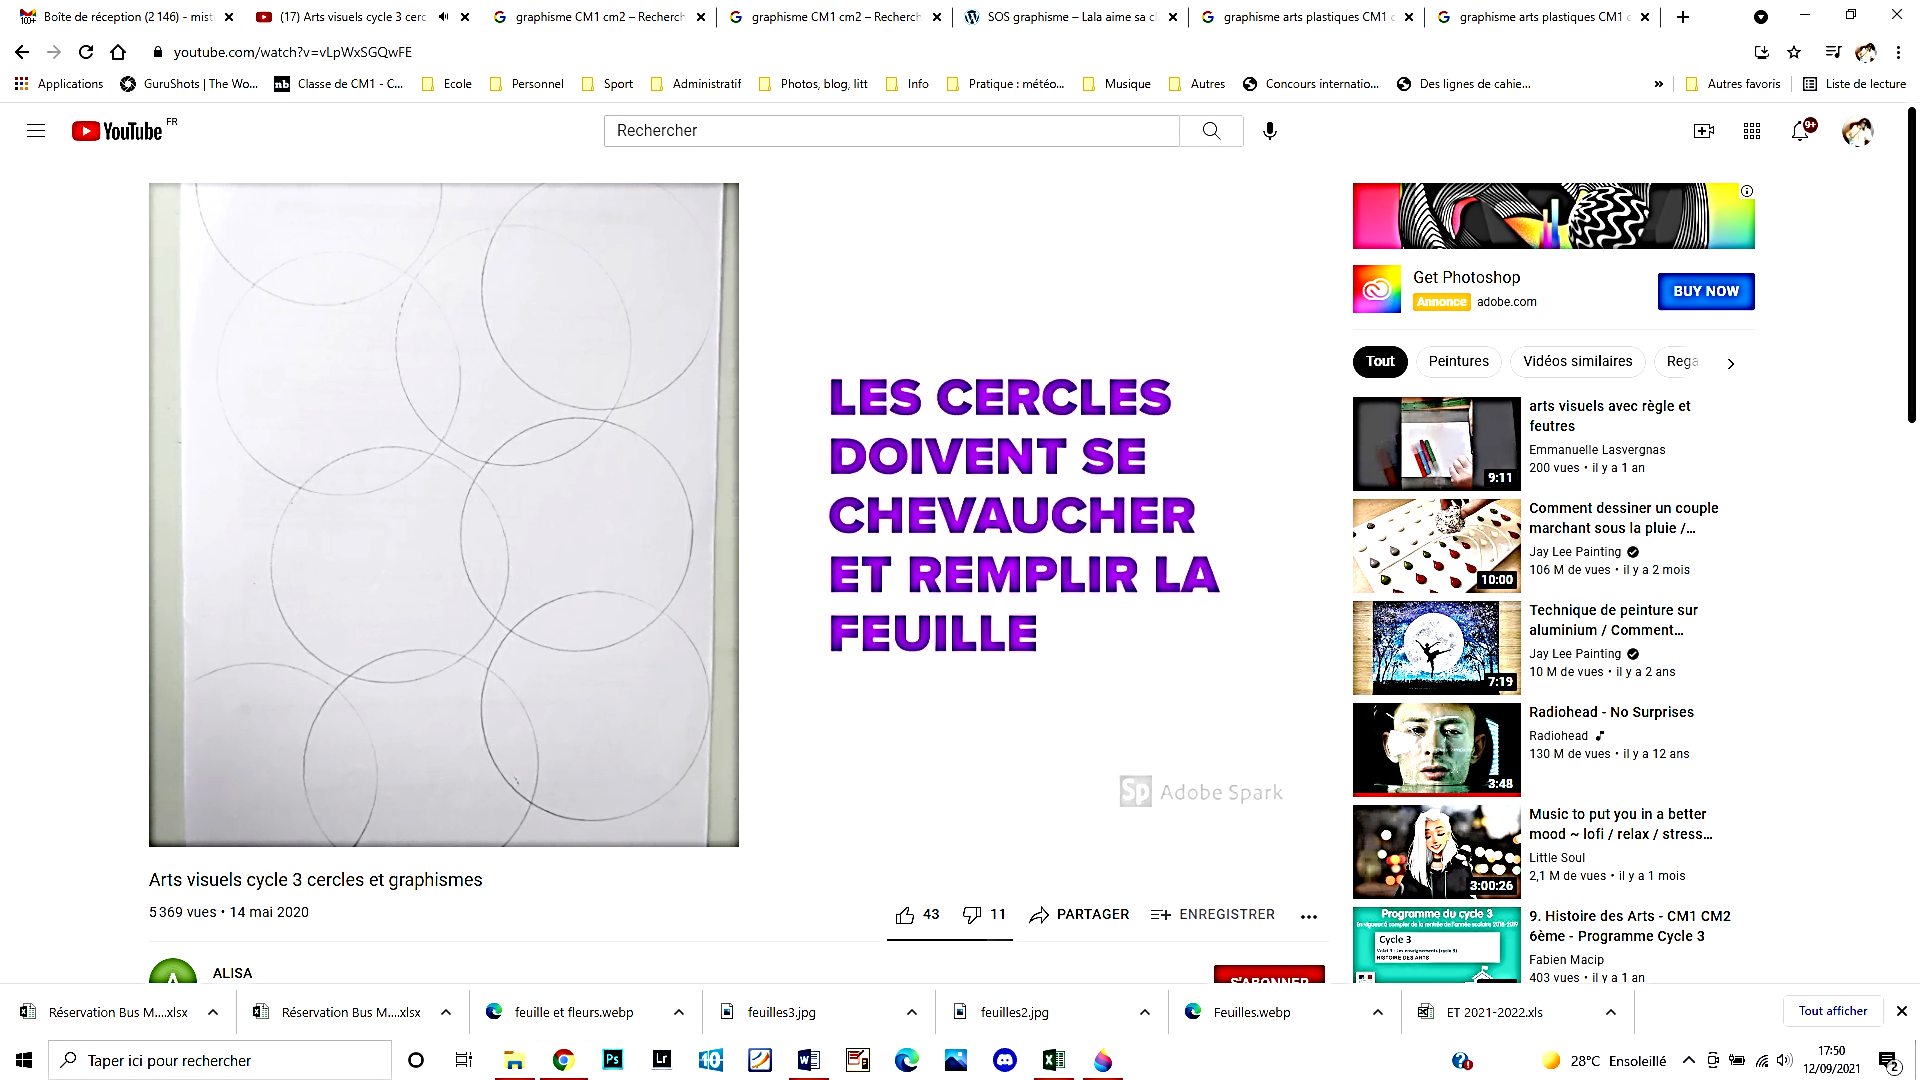 Boîte de réception (2 146) - mist
(17) Arts visuels cycle 3 cerc
graphisme CM1 cm2 – Recherch
graphisme CM1 cm2 – Recherch
SOS graphisme – Lala aime sa cl
graphisme arts plastiques CM1 c
graphisme arts plastiques CM1 c
youtube.com/watch?v=vLpWxSGQwFE
Applications
GuruShots | The Wo...
nb Classe de CM1 - C...
Ecole
Personnel
Sport
Administratif
Photos, blog, litt
Info
Pratique : météo...
Musique
Autres
Concours internatio...
Des lignes de cahie...
»
Autres favoris
Liste de lecture
YouTube FR
Rechercher
9+
LES CERCLES
DOIVENT SE
CHEVAUCHER
ET REMPLIR LA
FEUILLE
Sp Adobe Spark
Get Photoshop
Annonce adobe.com
BUY NOW
Tout
Peintures
Vidéos similaires
Rega
arts visuels avec règle et
feutres
Emmanuelle Lasvergnas
200 vues • il y a 1 an
9:11
Comment dessiner un couple
marchant sous la pluie /...
Jay Lee Painting
106 M de vues • il y a 2 mois
10:00
Technique de peinture sur
aluminium / Comment...
Jay Lee Painting
10 M de vues • il y a 2 ans
7:19
Radiohead - No Surprises
Radiohead
130 M de vues • il y a 12 ans
3:48
Music to put you in a better
mood ~ lofi / relax / stress...
Little Soul
2,1 M de vues • il y a 1 mois
3:00:26
Programme du cycle 3
Cycle 3
HISTOIRE DES ARTS
9. Histoire des Arts - CM1 CM2
6ème - Programme Cycle 3
Fabien Macip
403 vues • il y a 1 an
Arts visuels cycle 3 cercles et graphismes
5 369 vues • 14 mai 2020
43
11
PARTAGER
ENREGISTRER
A
ALISA
S'ABONNER
Réservation Bus M....xlsx
Réservation Bus M....xlsx
feuille et fleurs.webp
feuilles3.jpg
feuilles2.jpg
Feuilles.webp
ET 2021-2022.xls
Tout afficher
Taper ici pour rechercher
Ps
Lr
28°C Ensoleillé
17:50
12/09/2021
2